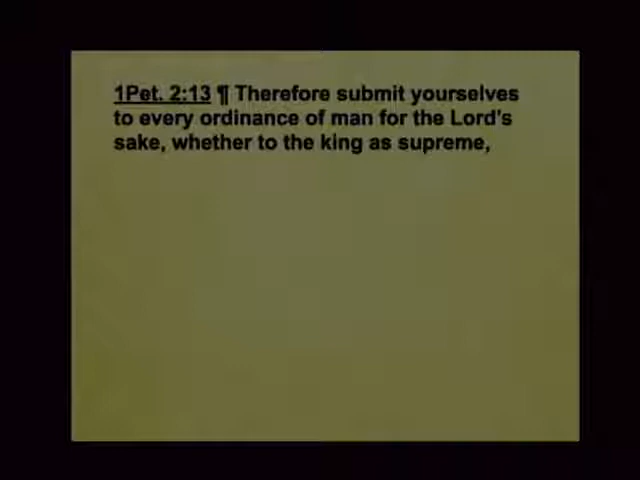 1Pet. 2:13 ¶ Therefore submit yourselves
to every ordinance of man for the Lord's
sake, whether to the king as supreme,